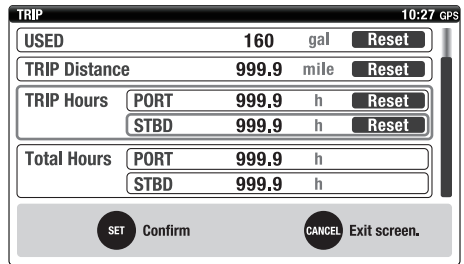 TRIP 10:27 GPS
USED 160 gal Reset
TRIP Distance 999.9 mile Reset
TRIP Hours PORT 999.9 h Reset
STBD 999.9 h Reset
Total Hours PORT 999.9 h
STBD 999.9 h
SET Confirm CANCEL Exit screen.